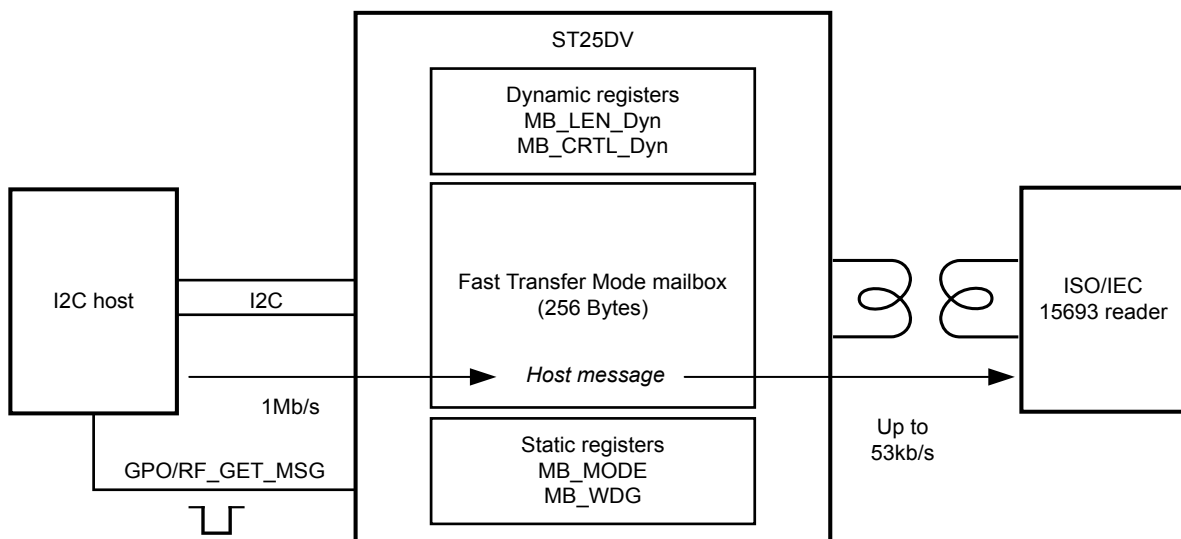 ST25DV
Dynamic registers
MB_LEN_Dyn
MB_CRTL_Dyn
I2C host
I2C
Fast Transfer Mode mailbox
(256 Bytes)
ISO/IEC
15693 reader
Host message
1Mb/s
Up to
53kb/s
GPO/RF_GET_MSG
Static registers
MB_MODE
MB_WDG